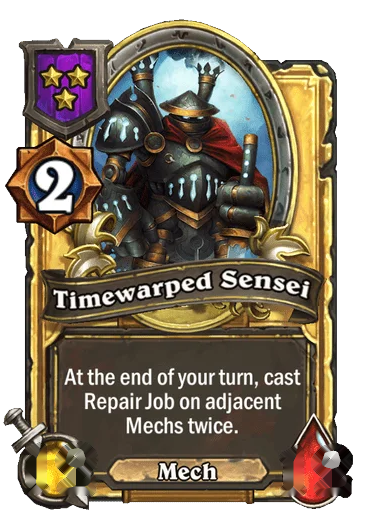 2
Timewarped Sensei
At the end of your turn, cast
Repair Job on adjacent
Mechs twice.
Mech